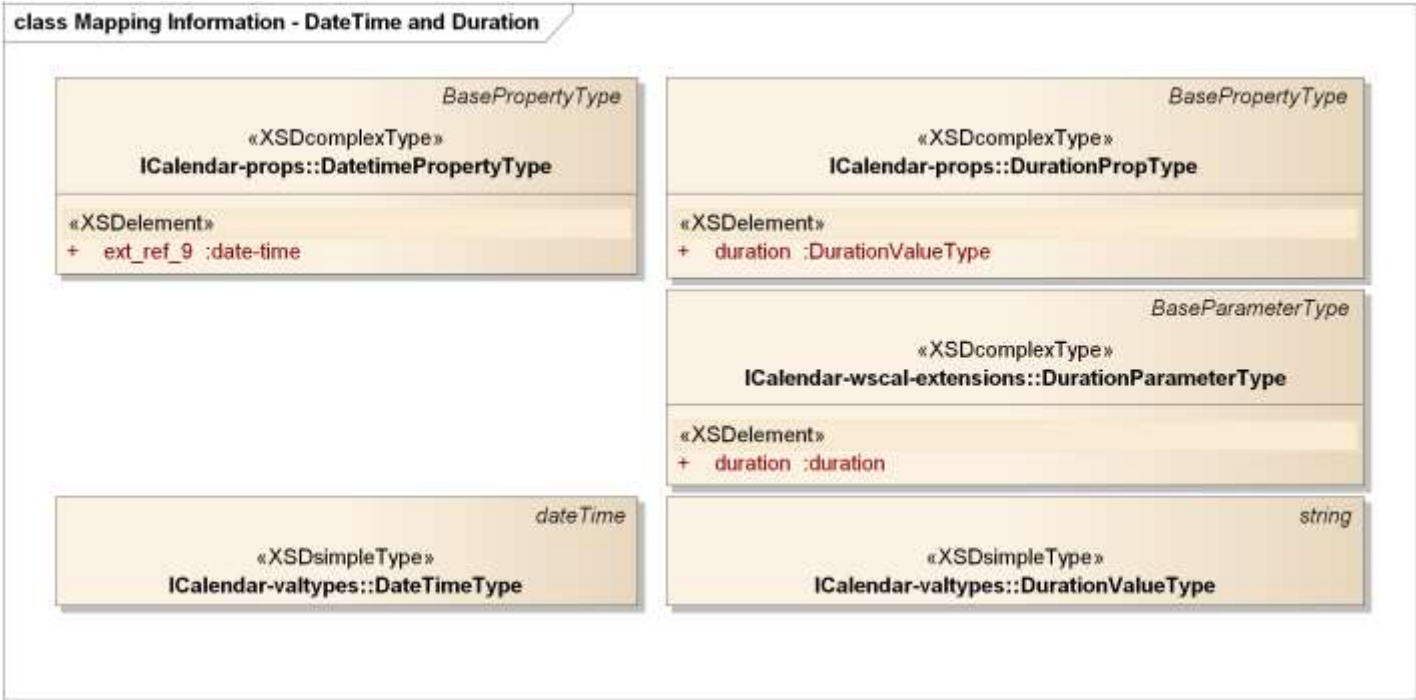 class Mapping Information - DateTime and Duration
BasePropertyType
«XSDcomplexType»
ICalendar-props::DatetimePropertyType
«XSDelement»
+ ext_ref_9 :date-time
BasePropertyType
«XSDcomplexType»
ICalendar-props::DurationPropType
«XSDelement»
+ duration :DurationValueType
BaseParameterType
«XSDcomplexType»
ICalendar-wscal-extensions::DurationParameterType
«XSDelement»
+ duration :duration
dateTime
«XSDsimpleType»
ICalendar-valtypes::DateTimeType
string
«XSDsimpleType»
ICalendar-valtypes::DurationValueType